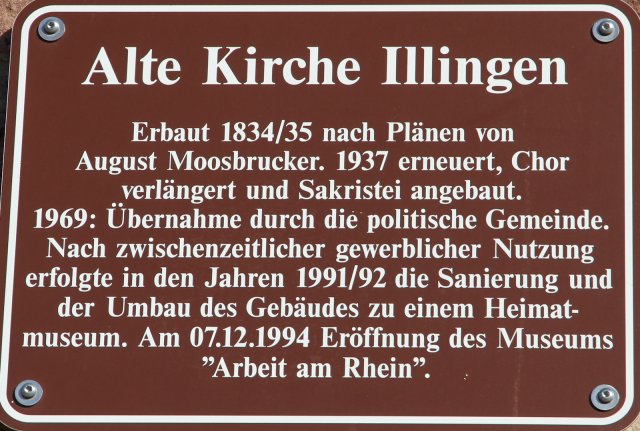 Alte Kirche Illingen
Erbaut 1834/35 nach Plänen von
August Moosbrucker. 1937 erneuert, Chor
verlängert und Sakristei angebaut.
1969: Übernahme durch die politische Gemeinde.
Nach zwischenzeitlicher gewerblicher Nutzung
erfolgte in den Jahren 1991/92 die Sanierung und
der Umbau des Gebäudes zu einem Heimat-
museum. Am 07.12.1994 Eröffnung des Museums
”Arbeit am Rhein”.